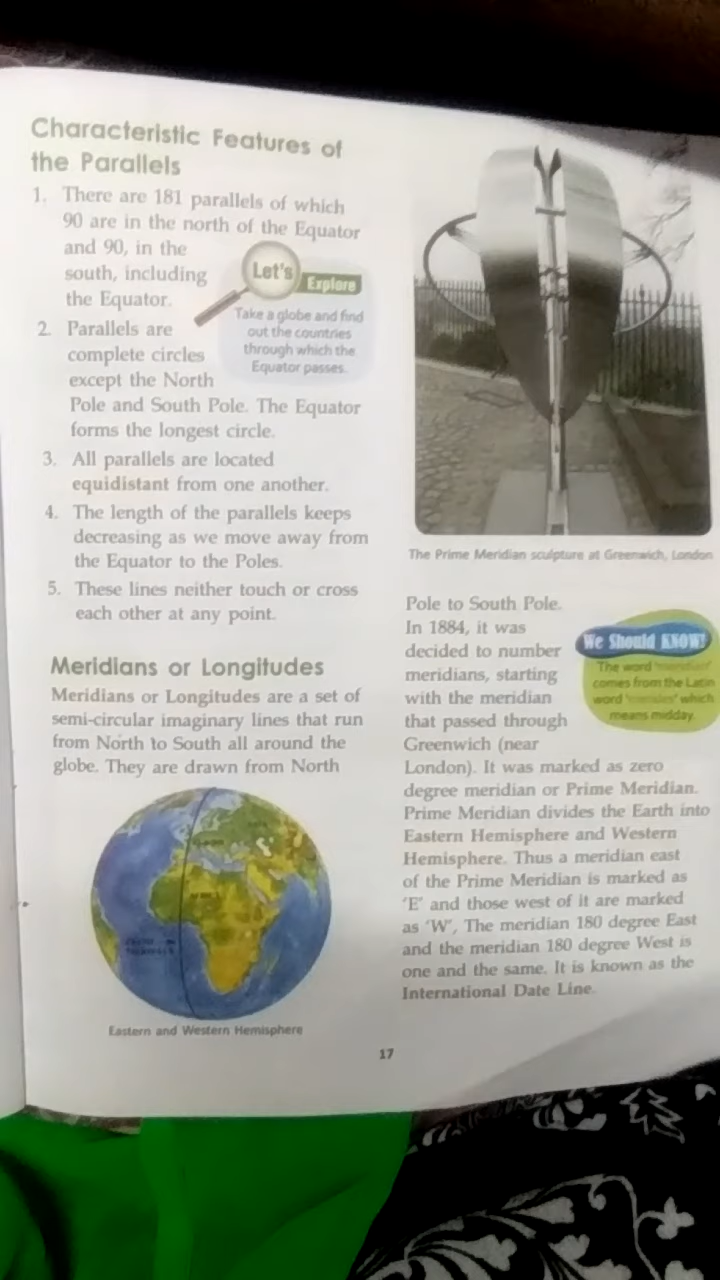 Characteristic Features of
the Parallels
1. There are 181 parallels of which
90 are in the north of the Equator
and 90, in the
south, including
the Equator.
Let's Explore
Take a globe and find
out the countries
through which the
Equator passes.
2. Parallels are
complete circles
except the North
Pole and South Pole. The Equator
forms the longest circle.
3. All parallels are located
equidistant from one another.
4. The length of the parallels keeps
decreasing as we move away from
the Equator to the Poles.
5. These lines neither touch or cross
each other at any point.
Meridians or Longitudes
Meridians or Longitudes are a set of
semi-circular imaginary lines that run
from North to South all around the
globe. They are drawn from North
Eastern and Western Hemisphere
The Prime Meridian sculpture at Greenwich, London
Pole to South Pole.
In 1884, it was
decided to number
meridians, starting
with the meridian
that passed through
Greenwich (near
London). It was marked as zero
degree meridian or Prime Meridian.
Prime Meridian divides the Earth into
Eastern Hemisphere and Western
Hemisphere. Thus a meridian east
of the Prime Meridian is marked as
'E' and those west of it are marked
as 'W', The meridian 180 degree East
and the meridian 180 degree West is
one and the same. It is known as the
International Date Line.
We Should KNOW!
The word
comes from the Latin
word which
means midday.
17